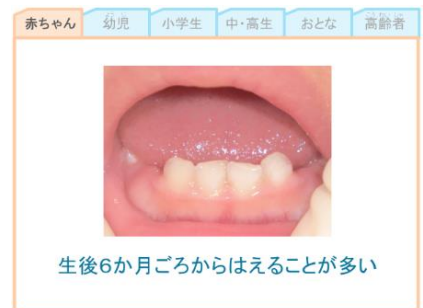 赤ちゃん 幼児 小学生 中・高生 おとな 高齢者
生後6か月ごろからはえることが多い